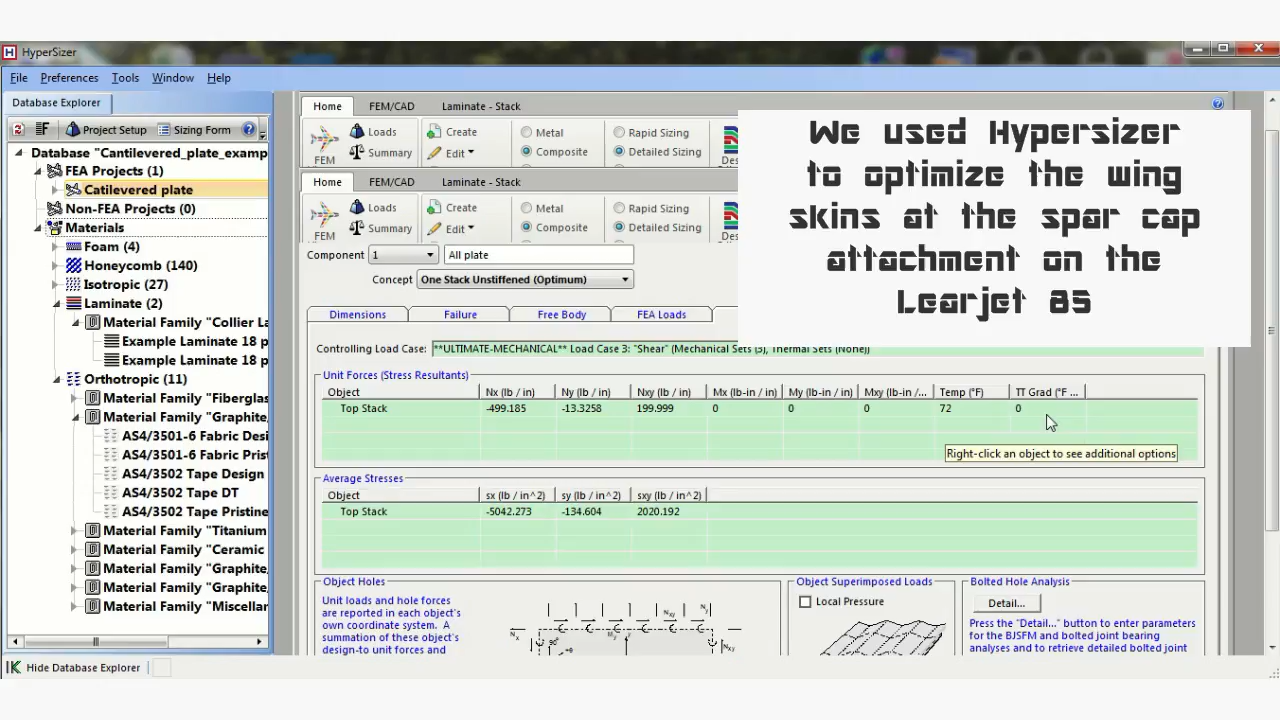 HyperSizer
File Preferences Tools Window Help
Database Explorer
Project Setup Sizing Form
Database "Cantilevered_plate_examp
FEA Projects (1)
Catilevered plate
Non-FEA Projects (0)
Materials
Foam (4)
Honeycomb (140)
Isotropic (27)
Laminate (2)
Material Family "Collier La
Example Laminate 18 p
Example Laminate 18 p
Orthotropic (11)
Material Family "Fiberglas
Material Family "Graphite,
AS4/3501-6 Fabric Desi
AS4/3501-6 Fabric Prist
AS4/3502 Tape Design
AS4/3502 Tape DT
AS4/3502 Tape Pristine
Material Family "Titanium
Material Family "Ceramic
Material Family "Graphite,
Material Family "Graphite,
Material Family "Miscellar
Hide Database Explorer
Home FEM/CAD Laminate - Stack
FEM
Loads
Summary
Create
Edit
Metal
Composite
Rapid Sizing
Detailed Sizing
Home FEM/CAD Laminate - Stack
FEM
Loads
Summary
Create
Edit
Metal
Composite
Rapid Sizing
Detailed Sizing
We used Hypersizer
to optimize the wing
skins at the spar cap
attachment on the
Learjet 85
Component 1 All plate
Concept One Stack Unstiffened (Optimum)
Dimensions Failure Free Body FEA Loads
Controlling Load Case: **ULTIMATE-MECHANICAL** Load Case 3: "Shear" (Mechanical Sets (3), Thermal Sets (None))
Unit Forces (Stress Resultants)
Object Nx (lb / in) Ny (lb / in) Nxy (lb / in) Mx (lb-in / in) My (lb-in / in) Mxy (lb-in /... Temp (°F) TT Grad (°F ...
Top Stack -499.185 -13.3258 199.999 0 0 0 72 0
Right-click an object to see additional options
Average Stresses
Object sx (lb / in^2) sy (lb / in^2) sxy (lb / in^2)
Top Stack -5042.273 -134.604 2020.192
Object Holes
Unit loads and hole forces
are reported in each object's
own coordinate system. A
summation of these object's
design-to unit forces and
Nxy Ny
Nx
Nxy
90°
Object Superimposed Loads
Local Pressure
Bolted Hole Analysis
Detail...
Press the "Detail..." button to enter parameters
for the BJSFM and bolted joint bearing
analyses and to retrieve detailed bolted joint